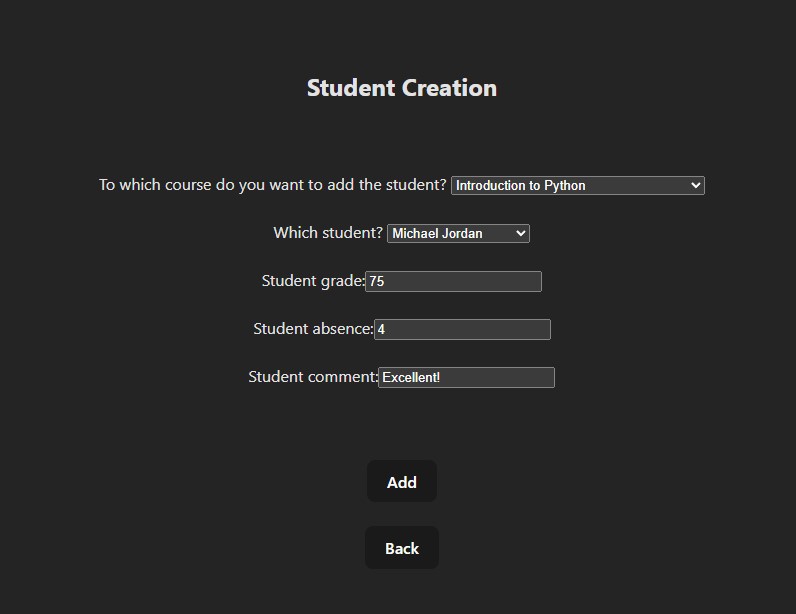 Student Creation
To which course do you want to add the student? Introduction to Python
Which student? Michael Jordan
Student grade: 75
Student absence: 4
Student comment: Excellent!
Add
Back